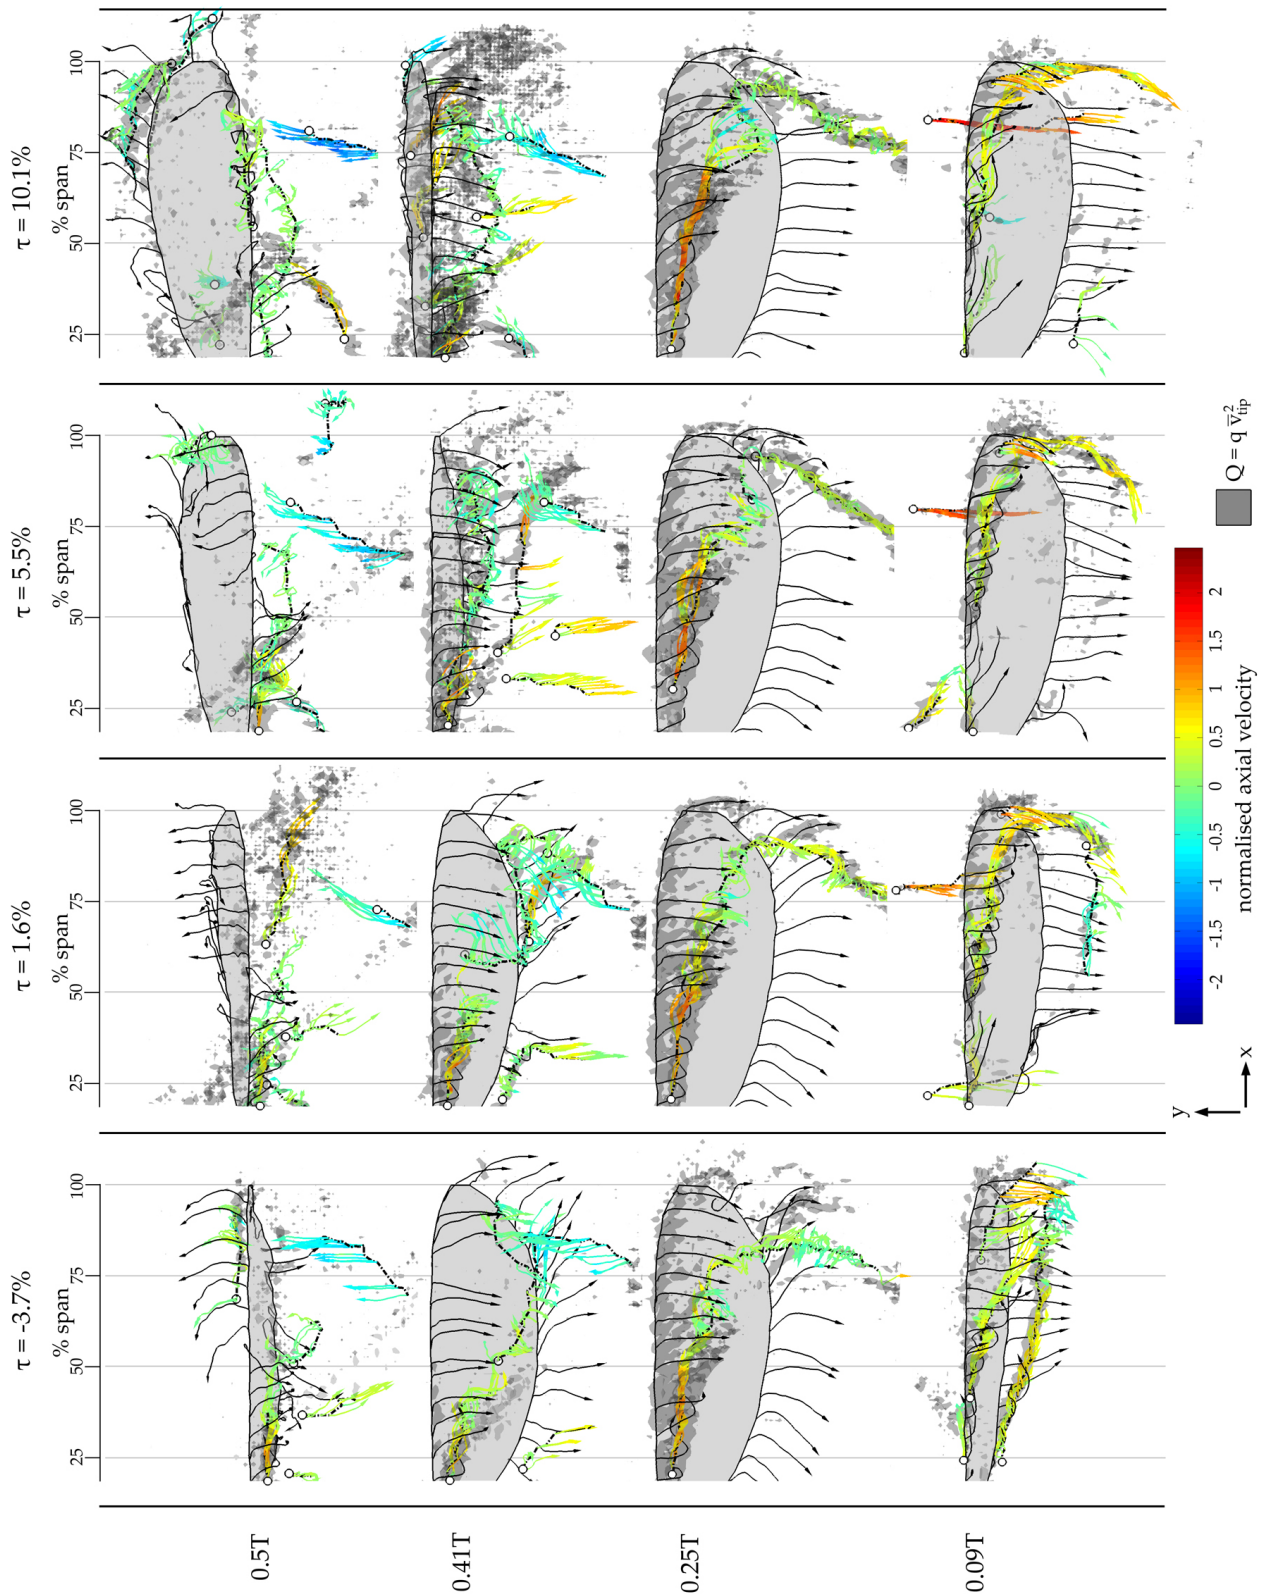 τ = -3.7%
% span
25
50
75
100
τ = 1.6%
% span
25
50
75
100
τ = 5.5%
% span
25
50
75
100
τ = 10.1%
% span
25
50
75
100
0.5T
0.41T
0.25T
0.09T
y
x
-2
-1.5
-1
-0.5
0
0.5
1
1.5
2
normalised axial velocity
Q = q v̅²tip